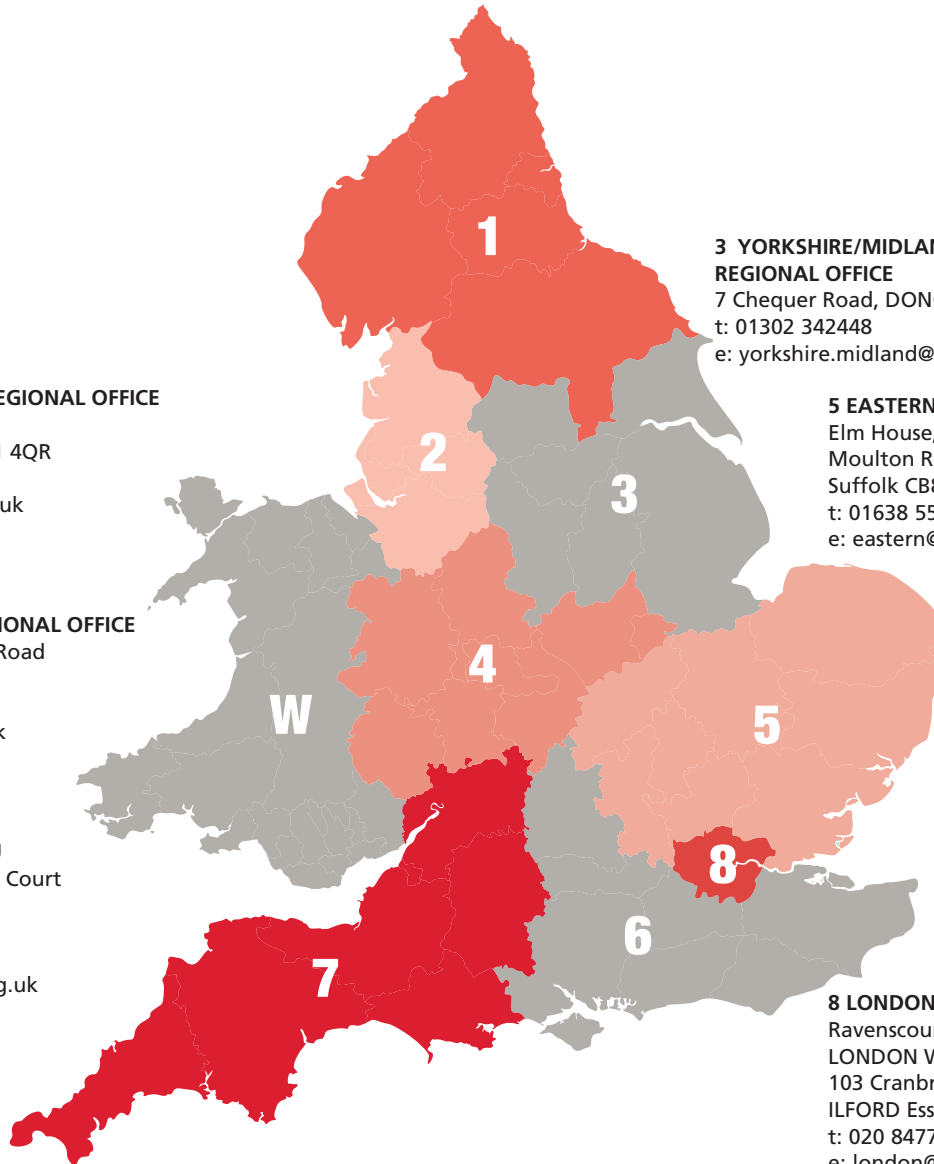 1
3 YORKSHIRE/MIDLAN
REGIONAL OFFICE
7 Chequer Road, DON
t: 01302 342448
e: yorkshire.midland@
EGIONAL OFFICE
4QR
uk
2
3
5 EASTERN
Elm House,
Moulton R
Suffolk CB8
t: 01638 55
e: eastern@
IONAL OFFICE
Road
k
4
W
5
Court
8
6
7
g.uk
8 LONDON
Ravenscour
LONDON W
103 Cranbr
ILFORD Ess
t: 020 8477
e: london@